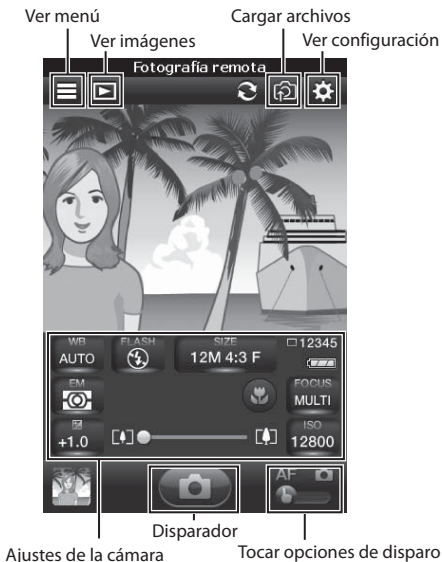 Ver menú
Cargar archivos
Ver imágenes
Ver configuración
Fotografía remota
WB
AUTO
FLASH
SIZE
12M 4:3 F
12345
EM
FOCUS
MULTI
+1.0
ISO
12800
AF
Disparador
Ajustes de la cámara
Tocar opciones de disparo